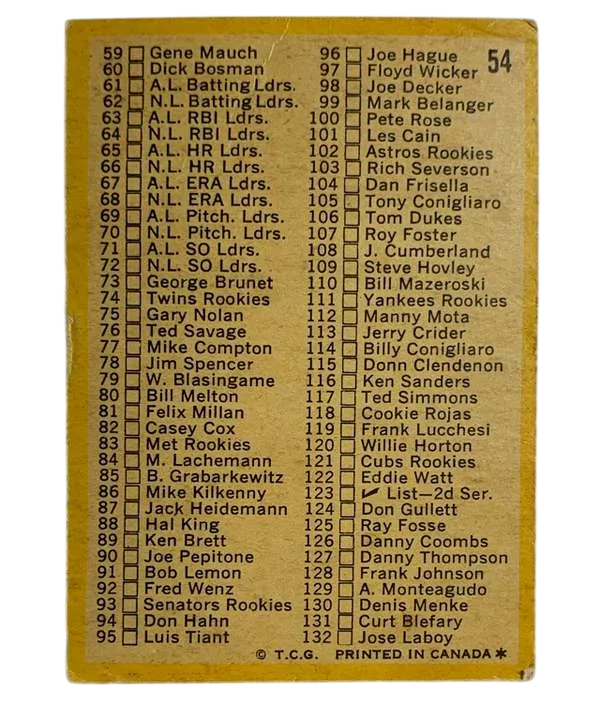 54
59 Gene Mauch
60 Dick Bosman
61 A.L. Batting Ldrs.
62 N.L. Batting Ldrs.
63 A.L. RBI Ldrs.
64 N.L. RBI Ldrs.
65 A.L. HR Ldrs.
66 N.L. HR Ldrs.
67 A.L. ERA Ldrs.
68 N.L. ERA Ldrs.
69 A.L. Pitch. Ldrs.
70 N.L. Pitch. Ldrs.
71 A.L. SO Ldrs.
72 N.L. SO Ldrs.
73 George Brunet
74 Twins Rookies
75 Gary Nolan
76 Ted Savage
77 Mike Compton
78 Jim Spencer
79 W. Blasingame
80 Bill Melton
81 Felix Millan
82 Casey Cox
83 Met Rookies
84 M. Lachemann
85 B. Grabarkewitz
86 Mike Kilkenny
87 Jack Heidemann
88 Hal King
89 Ken Brett
90 Joe Pepitone
91 Bob Lemon
92 Fred Wenz
93 Senators Rookies
94 Don Hahn
95 Luis Tiant
96 Joe Hague
97 Floyd Wicker
98 Joe Decker
99 Mark Belanger
100 Pete Rose
101 Les Cain
102 Astros Rookies
103 Rich Severson
104 Dan Frisella
105 Tony Conigliaro
106 Tom Dukes
107 Roy Foster
108 J. Cumberland
109 Steve Hovley
110 Bill Mazeroski
111 Yankees Rookies
112 Manny Mota
113 Jerry Crider
114 Billy Conigliaro
115 Donn Clendenon
116 Ken Sanders
117 Ted Simmons
118 Cookie Rojas
119 Frank Lucchesi
120 Willie Horton
121 Cubs Rookies
122 Eddie Watt
123 ✓ List—2d Ser.
124 Don Gullett
125 Ray Fosse
126 Danny Coombs
127 Danny Thompson
128 Frank Johnson
129 A. Monteagudo
130 Denis Menke
131 Curt Blefary
132 Jose Laboy
© T.C.G. PRINTED IN CANADA *